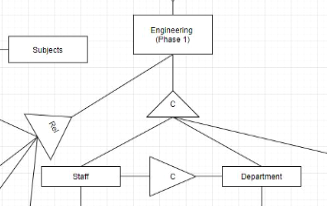 Engineering
(Phase 1)
Subjects
C
Rel
Staff
C
Department